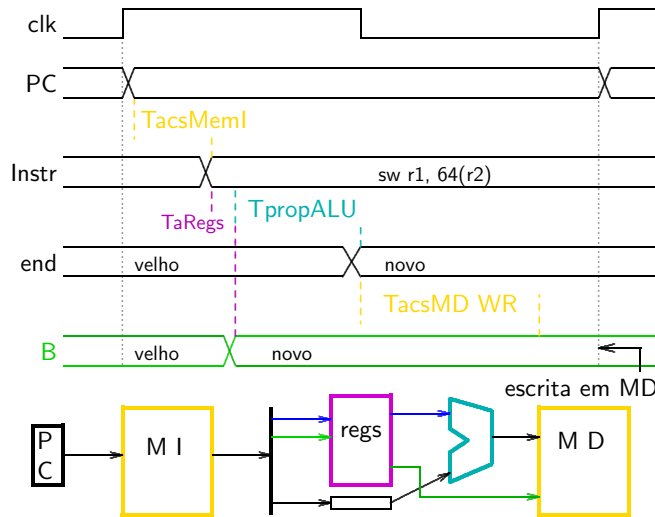 clk
PC
TacsMemI
Instr
sw r1, 64(r2)
TaRegs
TpropALU
end
velho
novo
TacsMD WR
B
velho
novo
escrita em MD
P
C
M I
regs
M D